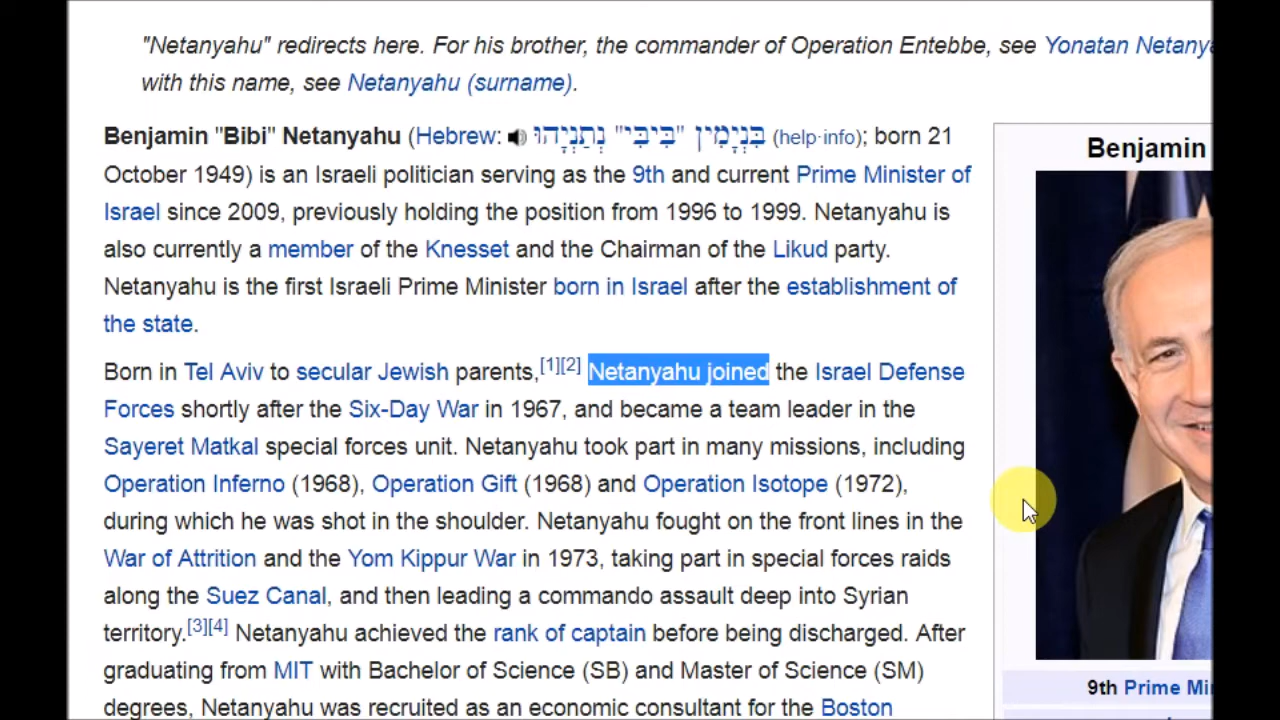 "Netanyahu" redirects here. For his brother, the commander of Operation Entebbe, see Yonatan
with this name, see Netanyahu (surname).
Benjamin "Bibi" Netanyahu (Hebrew: בִּנְיָמִין "בִּיבִּי" נְתַנְיָהוּ (help·info); born 21
October 1949) is an Israeli politician serving as the 9th and current Prime Minister of
Israel since 2009, previously holding the position from 1996 to 1999. Netanyahu is
also currently a member of the Knesset and the Chairman of the Likud party.
Netanyahu is the first Israeli Prime Minister born in Israel after the establishment of
the state.
Born in Tel Aviv to secular Jewish parents,[1][2] Netanyahu joined the Israel Defense
Forces shortly after the Six-Day War in 1967, and became a team leader in the
Sayeret Matkal special forces unit. Netanyahu took part in many missions, including
Operation Inferno (1968), Operation Gift (1968) and Operation Isotope (1972),
during which he was shot in the shoulder. Netanyahu fought on the front lines in the
War of Attrition and the Yom Kippur War in 1973, taking part in special forces raids
along the Suez Canal, and then leading a commando assault deep into Syrian
territory.[3][4] Netanyahu achieved the rank of captain before being discharged. After
graduating from MIT with Bachelor of Science (SB) and Master of Science (SM)
degrees, Netanyahu was recruited as an economic consultant for the Boston
Benjamin
9th Prime